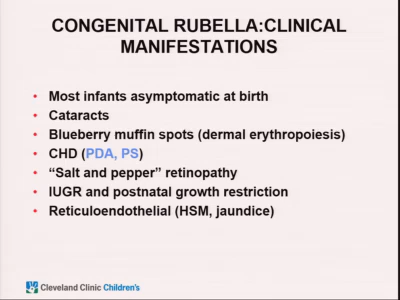 CONGENITAL RUBELLA:CLINICAL
MANIFESTATIONS
• Most infants asymptomatic at birth
• Cataracts
• Blueberry muffin spots (dermal erythropoiesis)
• CHD (PDA, PS)
• “Salt and pepper” retinopathy
• IUGR and postnatal growth restriction
• Reticuloendothelial (HSM, jaundice)
Cleveland Clinic Children's